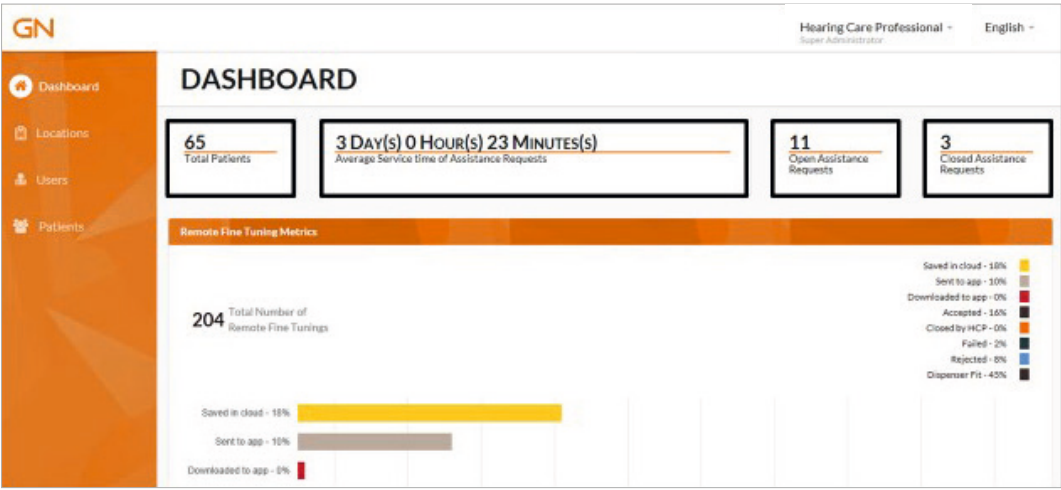 GN
Hearing Care Professional
English
Super Administrator
Dashboard
Locations
Users
Patients
DASHBOARD
65
Total Patients
3 DAY(S) 0 HOUR(S) 23 MINUTES(S)
Average Service time of Assistance Requests
11
Open Assistance
Requests
3
Closed Assistance
Requests
Remote Fine Tuning Metrics
204
Total Number of
Remote Fine Tunings
Saved in cloud - 18%
Sent to app - 10%
Downloaded to app - 0%
Accepted - 16%
Closed by HCP - 0%
Failed - 2%
Rejected - 8%
Dispenser Fit - 45%
Saved in cloud - 18%
Sent to app - 10%
Downloaded to app - 0%